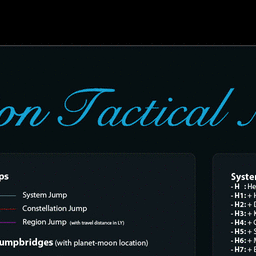 on Tactical
ps
System Jump
Constellation Jump
Region Jump (with travel distance in LY)
umpbridges (with planet-moon location)
Syste
- H : He
- H1: +
- H2: +
- H3: +
- H4: +
- H5: +
- H6: +
- H7: +